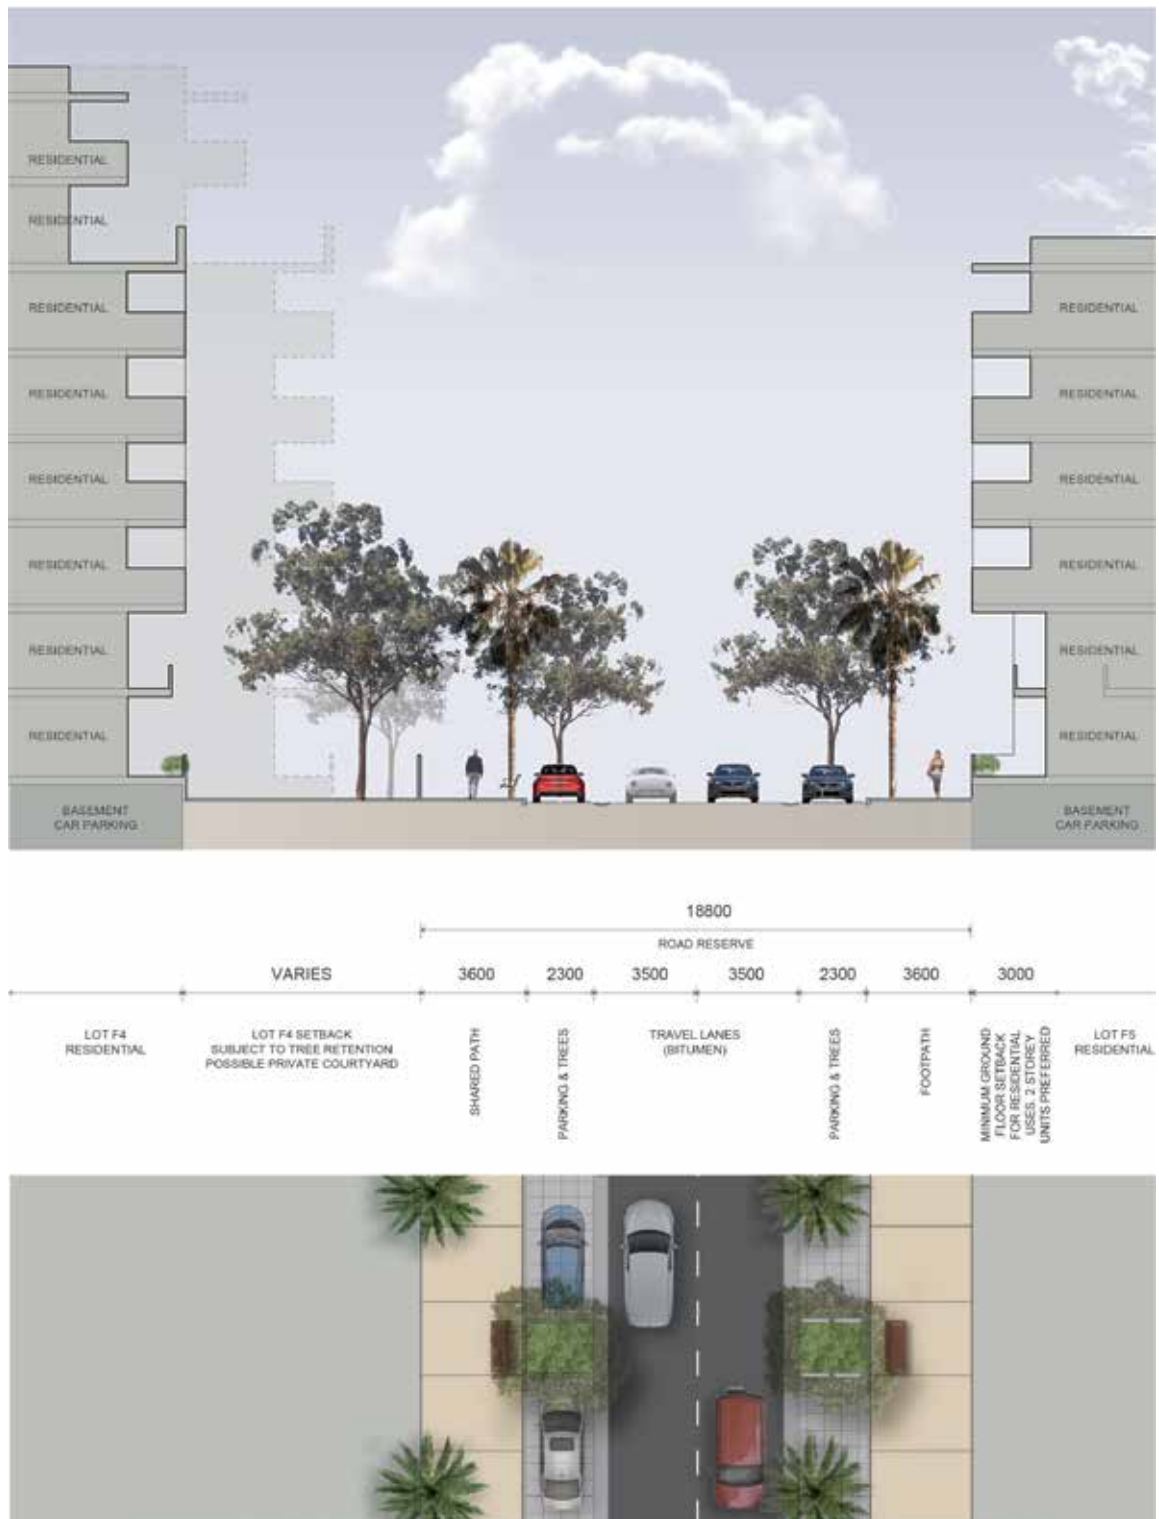 RESIDENTIAL
RESIDENTIAL
RESIDENTIAL
RESIDENTIAL
RESIDENTIAL
RESIDENTIAL
RESIDENTIAL
RESIDENTIAL
BASEMENT
CAR PARKING
RESIDENTIAL
RESIDENTIAL
RESIDENTIAL
RESIDENTIAL
RESIDENTIAL
RESIDENTIAL
BASEMENT
CAR PARKING
18800
ROAD RESERVE
VARIES
3600
2300
3500
3500
2300
3600
3000
LOT F4
RESIDENTIAL
LOT F4 SETBACK
SUBJECT TO TREE RETENTION
POSSIBLE PRIVATE COURTYARD
SHARED PATH
PARKING & TREES
TRAVEL LANES
(BITUMEN)
PARKING & TREES
FOOTPATH
MINIMUM GROUND
FLOOR SETBACK
FOR RESIDENTIAL
USES. 2 STOREY
UNITS PREFERRED
LOT F5
RESIDENTIAL